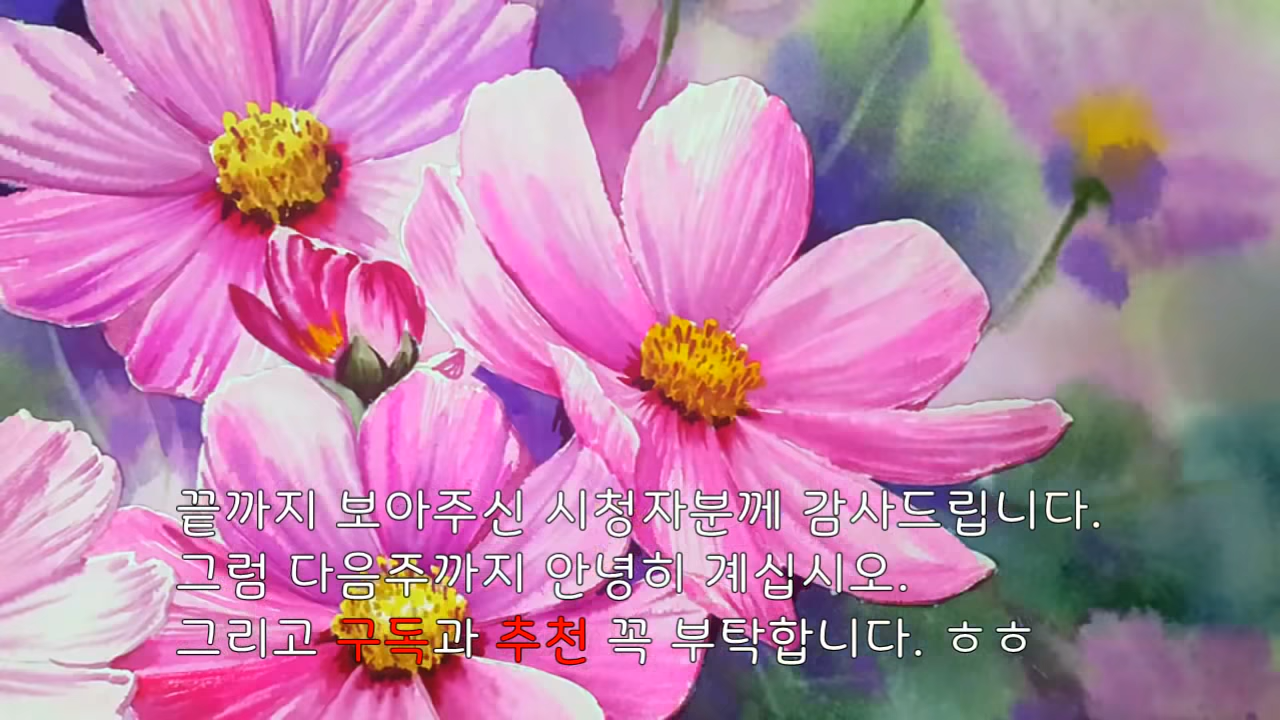 끝까지 보아주신 시청자분께 감사드립니다.
그럼 다음주까지 안녕히 계십시오.
그리고 구독과 추천 꼭 부탁합니다. ㅎㅎ